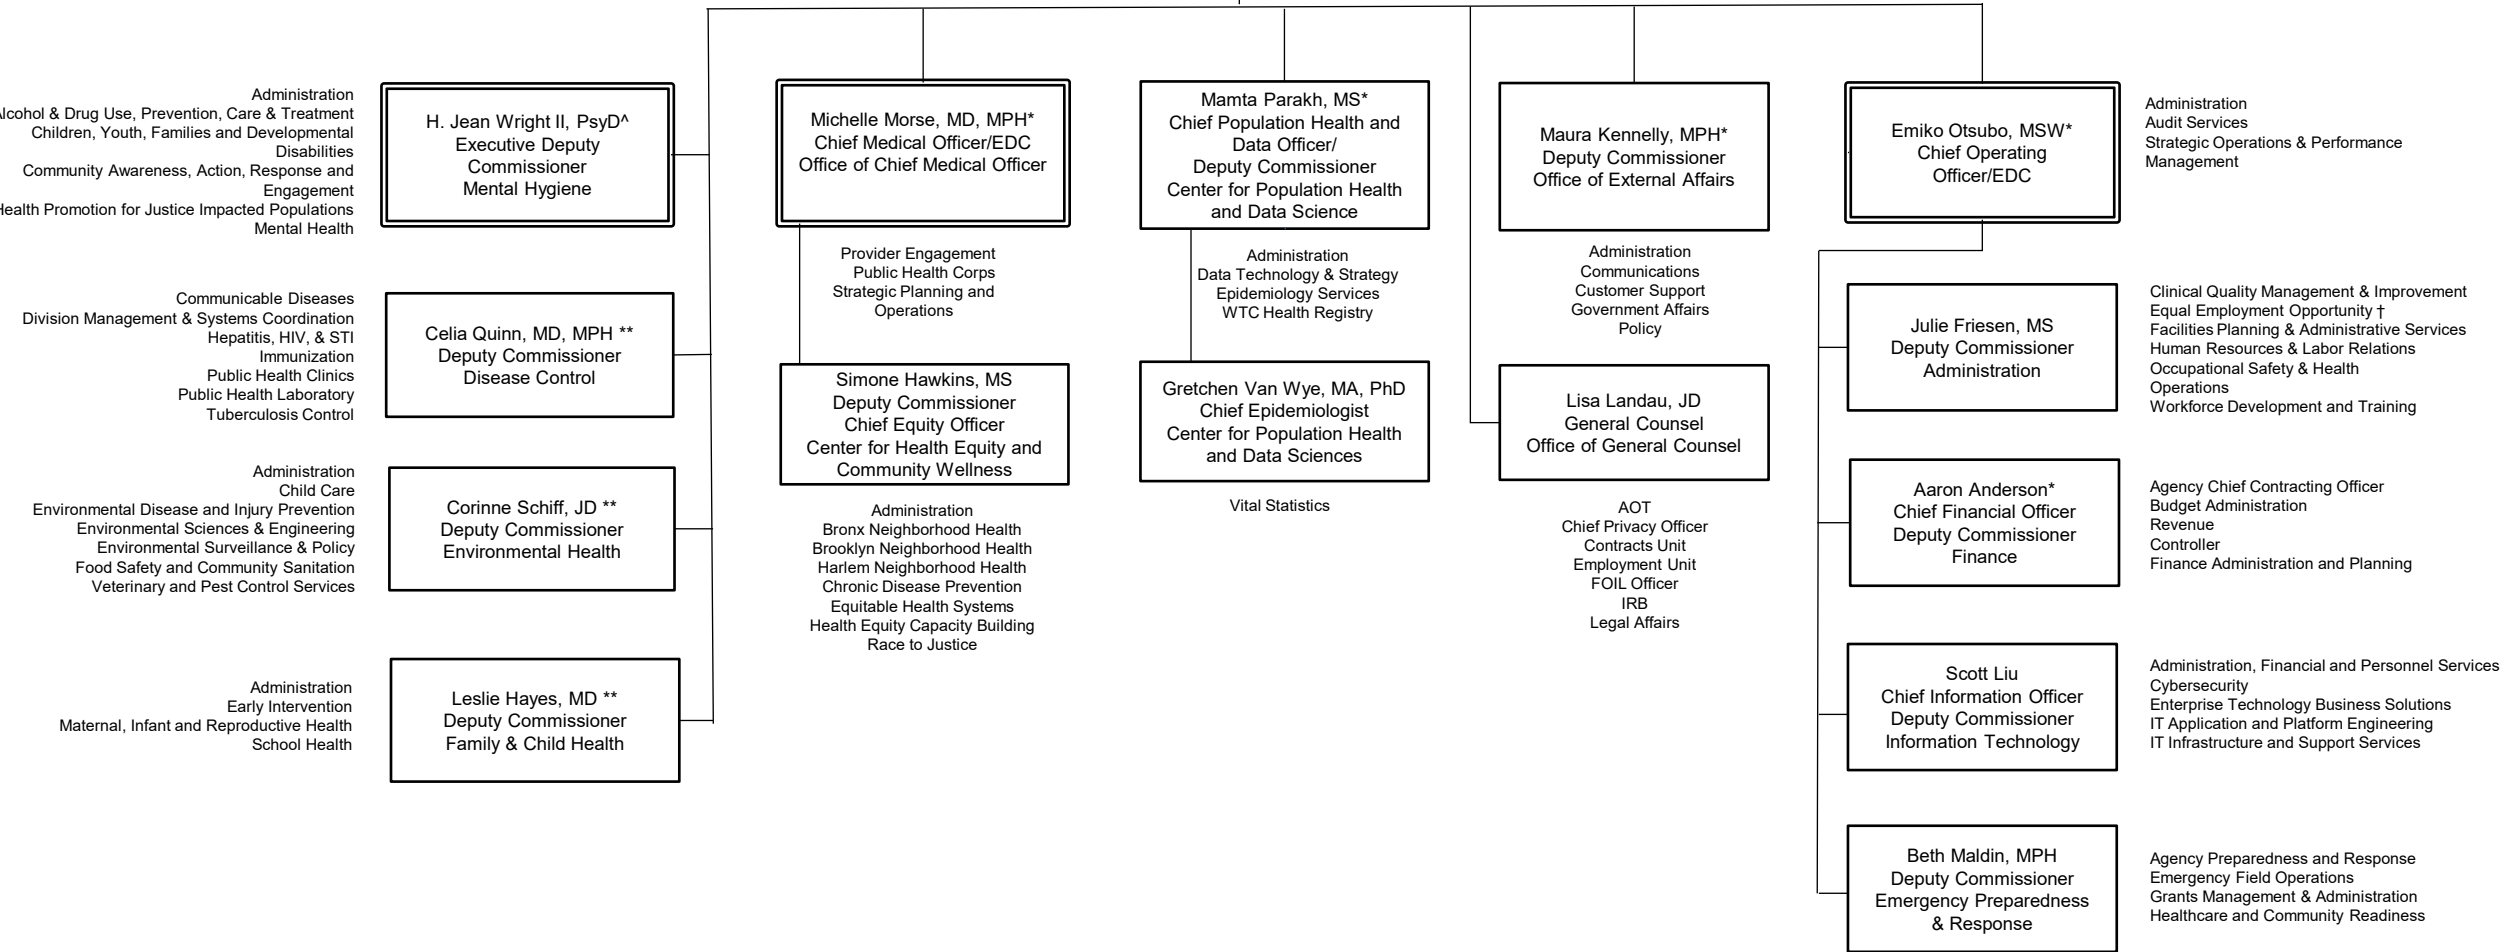 Administration
Alcohol & Drug Use, Prevention, Care & Treatment
Children, Youth, Families and Developmental
Disabilities
Community Awareness, Action, Response and
Engagement
Health Promotion for Justice Impacted Populations
Mental Health
H. Jean Wright II, PsyD^
Executive Deputy
Commissioner
Mental Hygiene
Communicable Diseases
Division Management & Systems Coordination
Hepatitis, HIV, & STI
Immunization
Public Health Clinics
Public Health Laboratory
Tuberculosis Control
Celia Quinn, MD, MPH **
Deputy Commissioner
Disease Control
Administration
Child Care
Environmental Disease and Injury Prevention
Environmental Sciences & Engineering
Environmental Surveillance & Policy
Food Safety and Community Sanitation
Veterinary and Pest Control Services
Corinne Schiff, JD **
Deputy Commissioner
Environmental Health
Administration
Early Intervention
Maternal, Infant and Reproductive Health
School Health
Leslie Hayes, MD **
Deputy Commissioner
Family & Child Health
Michelle Morse, MD, MPH*
Chief Medical Officer/EDC
Office of Chief Medical Officer
Provider Engagement
Public Health Corps
Strategic Planning and
Operations
Simone Hawkins, MS
Deputy Commissioner
Chief Equity Officer
Center for Health Equity and
Community Wellness
Administration
Bronx Neighborhood Health
Brooklyn Neighborhood Health
Harlem Neighborhood Health
Chronic Disease Prevention
Equitable Health Systems
Health Equity Capacity Building
Race to Justice
Mamta Parakh, MS*
Chief Population Health and
Data Officer/
Deputy Commissioner
Center for Population Health
and Data Science
Administration
Data Technology & Strategy
Epidemiology Services
WTC Health Registry
Gretchen Van Wye, MA, PhD
Chief Epidemiologist
Center for Population Health
and Data Sciences
Vital Statistics
Maura Kennelly, MPH*
Deputy Commissioner
Office of External Affairs
Administration
Communications
Customer Support
Government Affairs
Policy
Lisa Landau, JD
General Counsel
Office of General Counsel
AOT
Chief Privacy Officer
Contracts Unit
Employment Unit
FOIL Officer
IRB
Legal Affairs
Emiko Otsubo, MSW*
Chief Operating
Officer/EDC
Administration
Audit Services
Strategic Operations & Performance
Management
Julie Friesen, MS
Deputy Commissioner
Administration
Clinical Quality Management & Improvement
Equal Employment Opportunity †
Facilities Planning & Administrative Services
Human Resources & Labor Relations
Occupational Safety & Health
Operations
Workforce Development and Training
Aaron Anderson*
Chief Financial Officer
Deputy Commissioner
Finance
Agency Chief Contracting Officer
Budget Administration
Revenue
Controller
Finance Administration and Planning
Scott Liu
Chief Information Officer
Deputy Commissioner
Information Technology
Administration, Financial and Personnel Services
Cybersecurity
Enterprise Technology Business Solutions
IT Application and Platform Engineering
IT Infrastructure and Support Services
Beth Maldin, MPH
Deputy Commissioner
Emergency Preparedness
& Response
Agency Preparedness and Response
Emergency Field Operations
Grants Management & Administration
Healthcare and Community Readiness